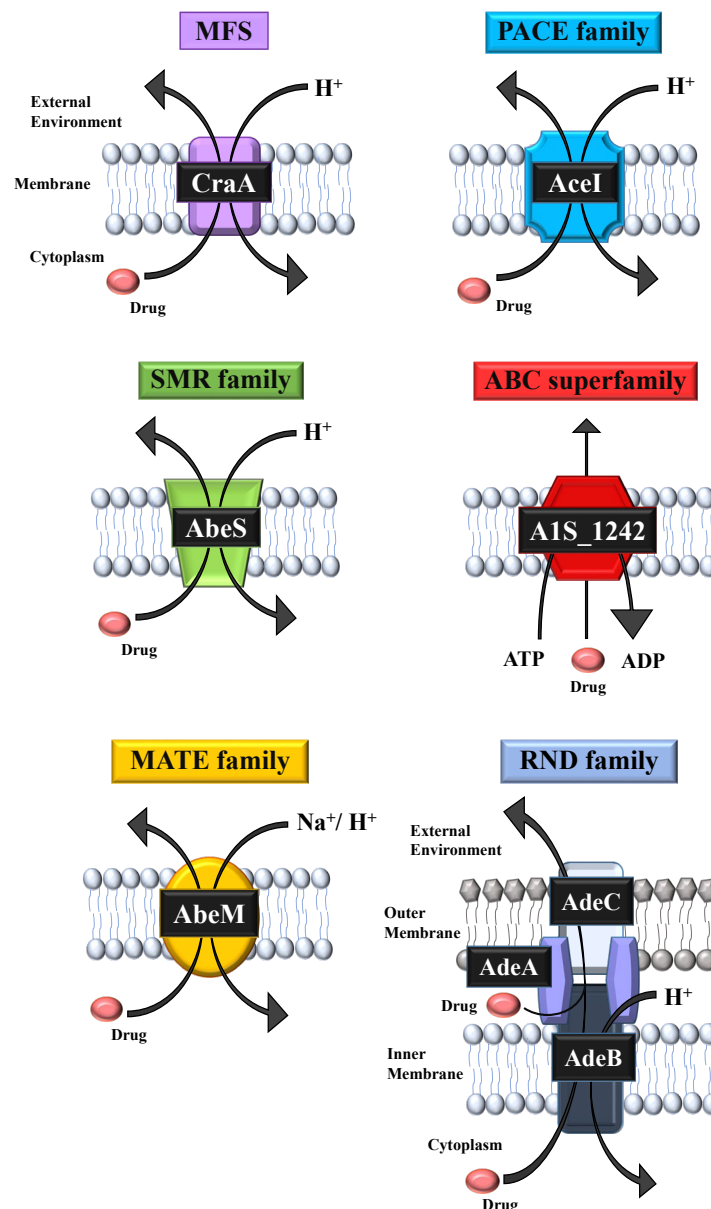 MFS
H⁺
External
Environment
Membrane
CraA
Cytoplasm
Drug
PACE family
H⁺
AceI
Drug
SMR family
H⁺
AbeS
Drug
ABC superfamily
A1S_1242
ATP
ADP
Drug
MATE family
Na⁺/ H⁺
AbeM
Drug
RND family
External
Environment
AdeC
Outer
Membrane
AdeA
Drug
H⁺
AdeB
Inner
Membrane
Cytoplasm
Drug